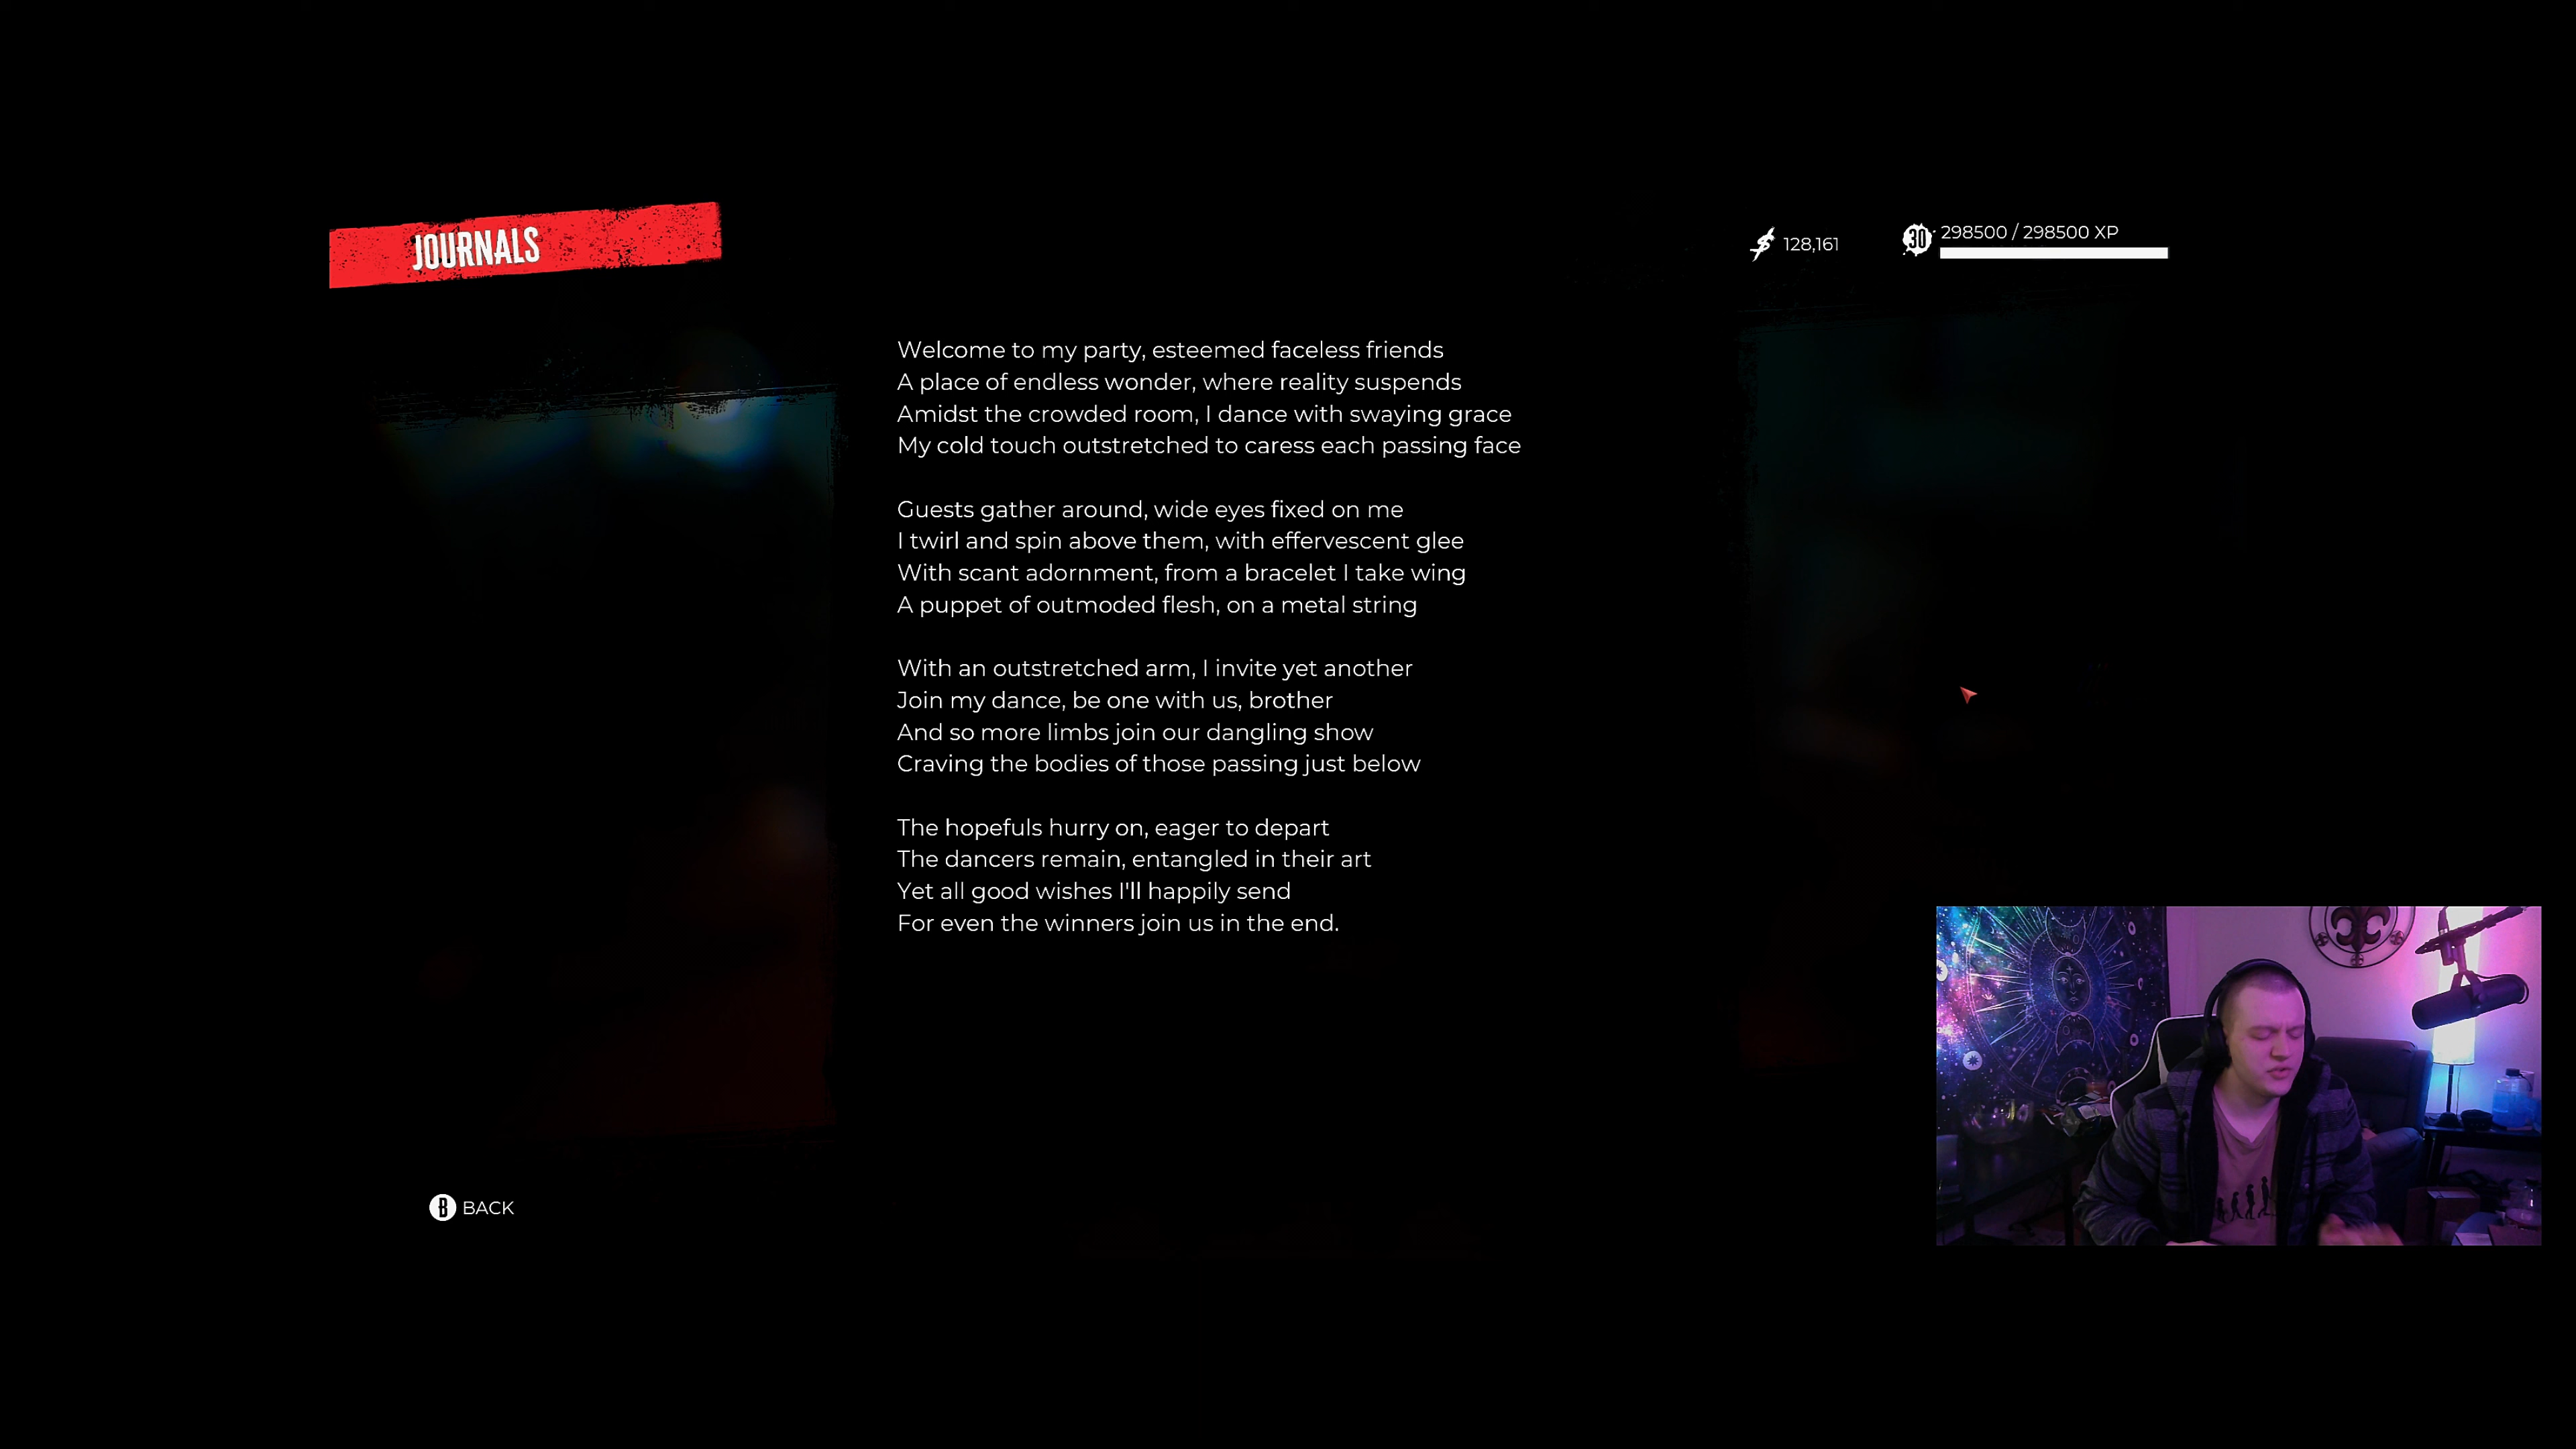 JOURNALS
128,161
30
298500 / 298500 XP
Welcome to my party, esteemed faceless friends
A place of endless wonder, where reality suspends
Amidst the crowded room, I dance with swaying grace
My cold touch outstretched to caress each passing face
Guests gather around, wide eyes fixed on me
I twirl and spin above them, with effervescent glee
With scant adornment, from a bracelet I take wing
A puppet of outmoded flesh, on a metal string
With an outstretched arm, I invite yet another
Join my dance, be one with us, brother
And so more limbs join our dangling show
Craving the bodies of those passing just below
The hopefuls hurry on, eager to depart
The dancers remain, entangled in their art
Yet all good wishes I'll happily send
For even the winners join us in the end.
B BACK